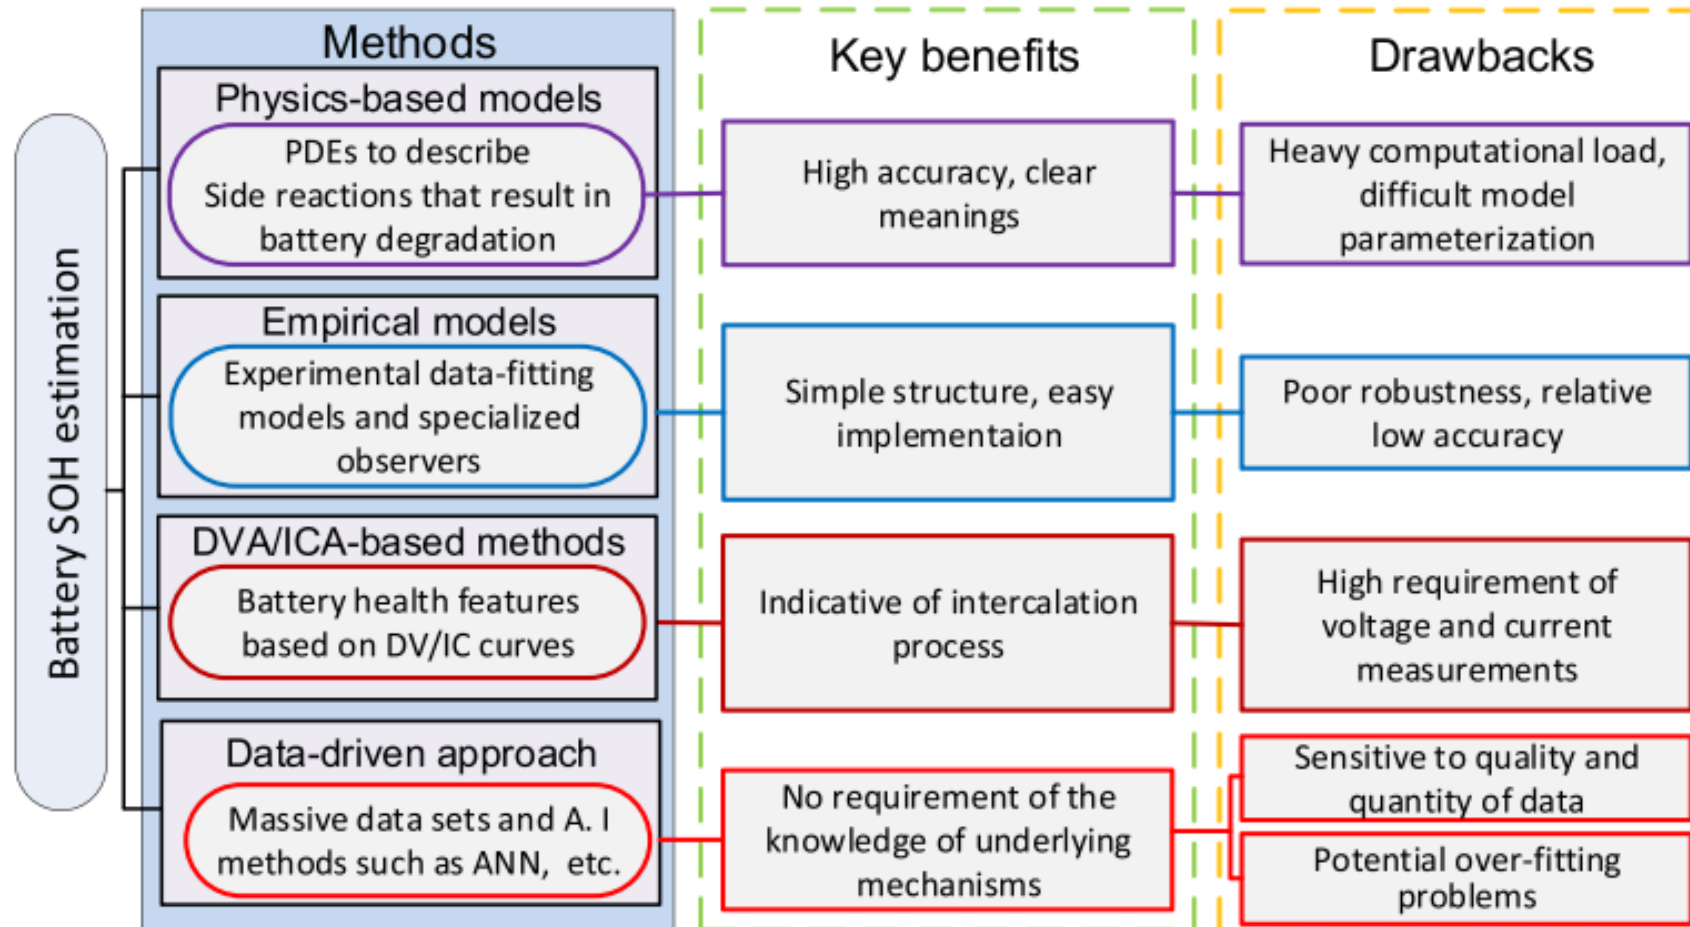 Battery SOH estimation
Methods
Physics-based models
PDEs to describe
Side reactions that result in
battery degradation
Empirical models
Experimental data-fitting
models and specialized
observers
DVA/ICA-based methods
Battery health features
based on DV/IC curves
Data-driven approach
Massive data sets and A. I
methods such as ANN, etc.
Key benefits
High accuracy, clear
meanings
Simple structure, easy
implementaion
Indicative of intercalation
process
No requirement of the
knowledge of underlying
mechanisms
Drawbacks
Heavy computational load,
difficult model
parameterization
Poor robustness, relative
low accuracy
High requirement of
voltage and current
measurements
Sensitive to quality and
quantity of data
Potential over-fitting
problems